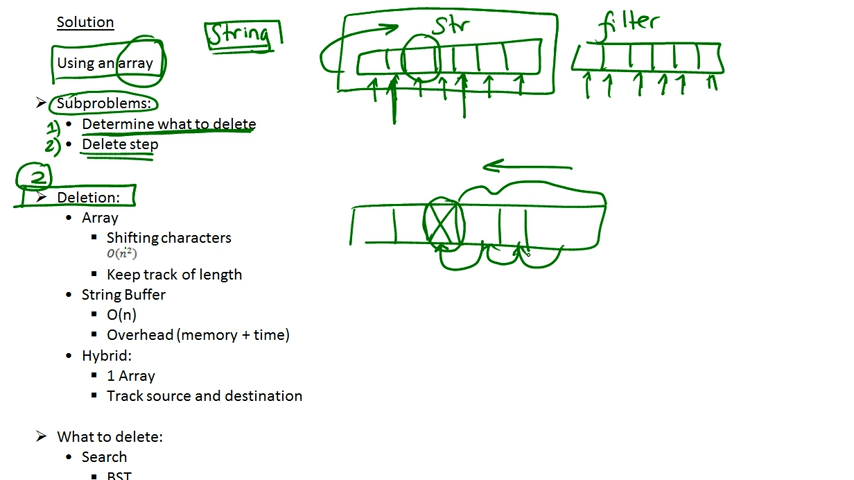 Solution
String
Str
filter
Using an array
➢ Subproblems:
1) • Determine what to delete
2) • Delete step
2
➢ Deletion:
• Array
▪ Shifting characters
O(n²)
▪ Keep track of length
• String Buffer
▪ O(n)
▪ Overhead (memory + time)
• Hybrid:
▪ 1 Array
▪ Track source and destination
➢ What to delete:
• Search
▪ BST